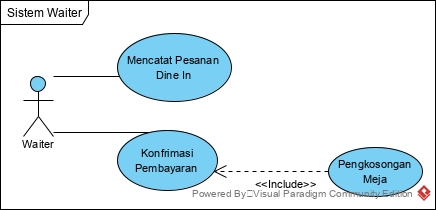 Sistem Waiter
Mencatat Pesanan
Dine In
Waiter
Konfrimasi
Pembayaran
<<Include>>
Pengkosongan
Meja
Powered By Visual Paradigm Community Edition